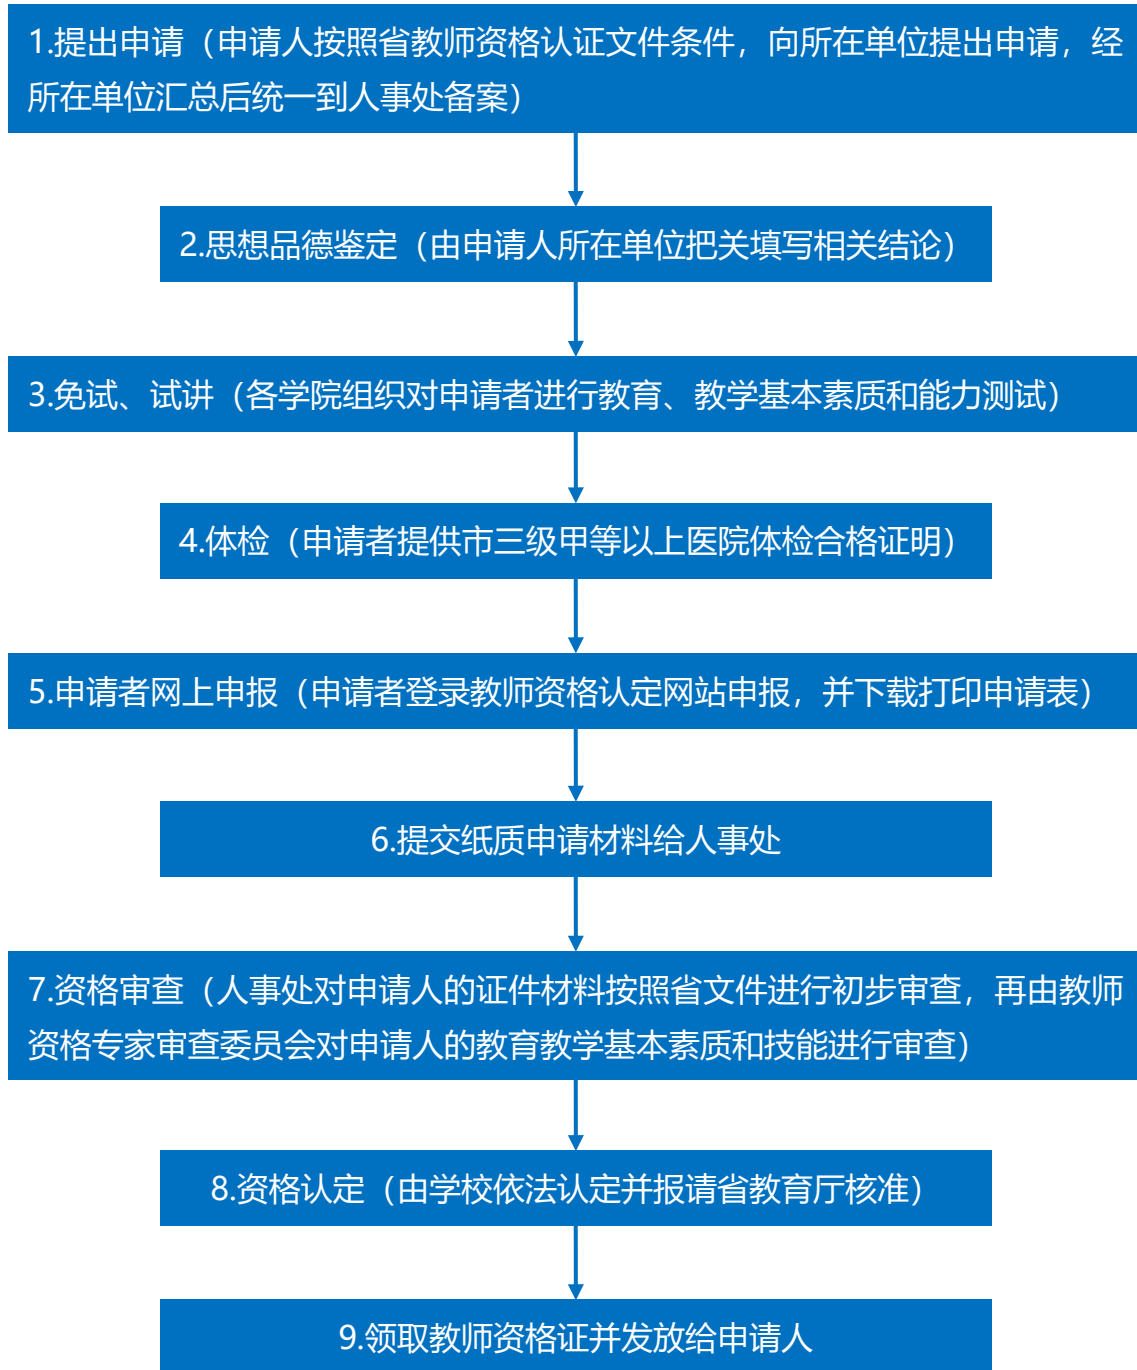 1.提出申请（申请人按照省教师资格认证文件条件，向所在单位提出申请，经
所在单位汇总后统一到人事处备案）
2.思想品德鉴定（由申请人所在单位把关填写相关结论）
3.免试、试讲（各学院组织对申请者进行教育、教学基本素质和能力测试）
4.体检（申请者提供市三级甲等以上医院体检合格证明）
5.申请者网上申报（申请者登录教师资格认定网站申报，并下载打印申请表）
6.提交纸质申请材料给人事处
7.资格审查（人事处对申请人的证件材料按照省文件进行初步审查，再由教师
资格专家审查委员会对申请人的教育教学基本素质和技能进行审查）
8.资格认定（由学校依法认定并报请省教育厅核准）
9.领取教师资格证并发放给申请人